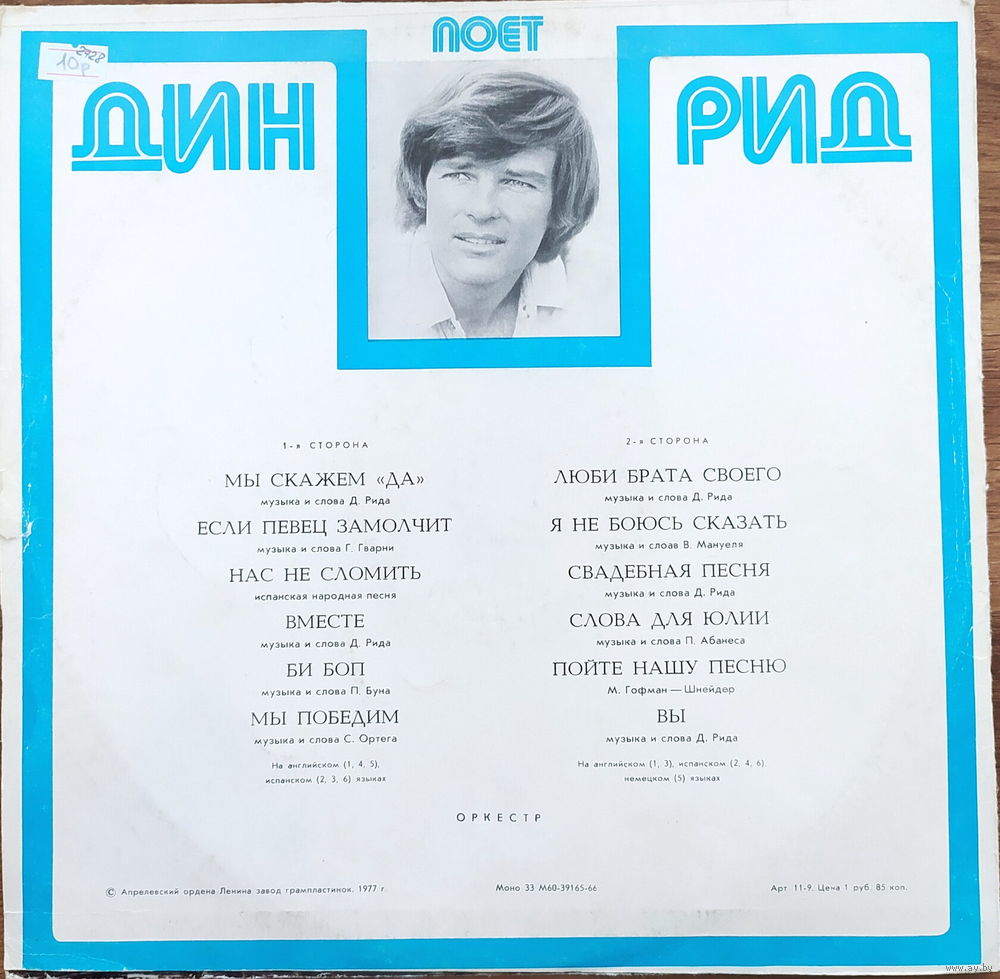 ПОЕТ
2928
10р
ДИН
РИД
1-я СТОРОНА
МЫ СКАЖЕМ «ДА»
музыка и слова Д. Рида
ЕСЛИ ПЕВЕЦ ЗАМОЛЧИТ
музыка и слова Г. Гварни
НАС НЕ СЛОМИТЬ
испанская народная песня
ВМЕСТЕ
музыка и слова Д. Рида
БИ БОП
музыка и слова П. Буна
МЫ ПОБЕДИМ
музыка и слова С. Ортега
На английском (1, 4, 5),
испанском (2, 3, 6) языках
2-я СТОРОНА
ЛЮБИ БРАТА СВОЕГО
музыка и слова Д. Рида
Я НЕ БОЮСЬ СКАЗАТЬ
музыка и слоав В. Мануеля
СВАДЕБНАЯ ПЕСНЯ
музыка и слова Д. Рида
СЛОВА ДЛЯ ЮЛИИ
музыка и слова П. Абанеса
ПОЙТЕ НАШУ ПЕСНЮ
М. Гофман — Шнейдер
ВЫ
музыка и слова Д. Рида
На английском (1, 3), испанском (2, 4, 6),
немецком (5) языках
ОРКЕСТР
© Апрелевский ордена Ленина завод грампластинок, 1977 г.
Моно 33 М60-39165-66
Арт. 11-9. Цена 1 руб. 85 коп.
www.ay.by